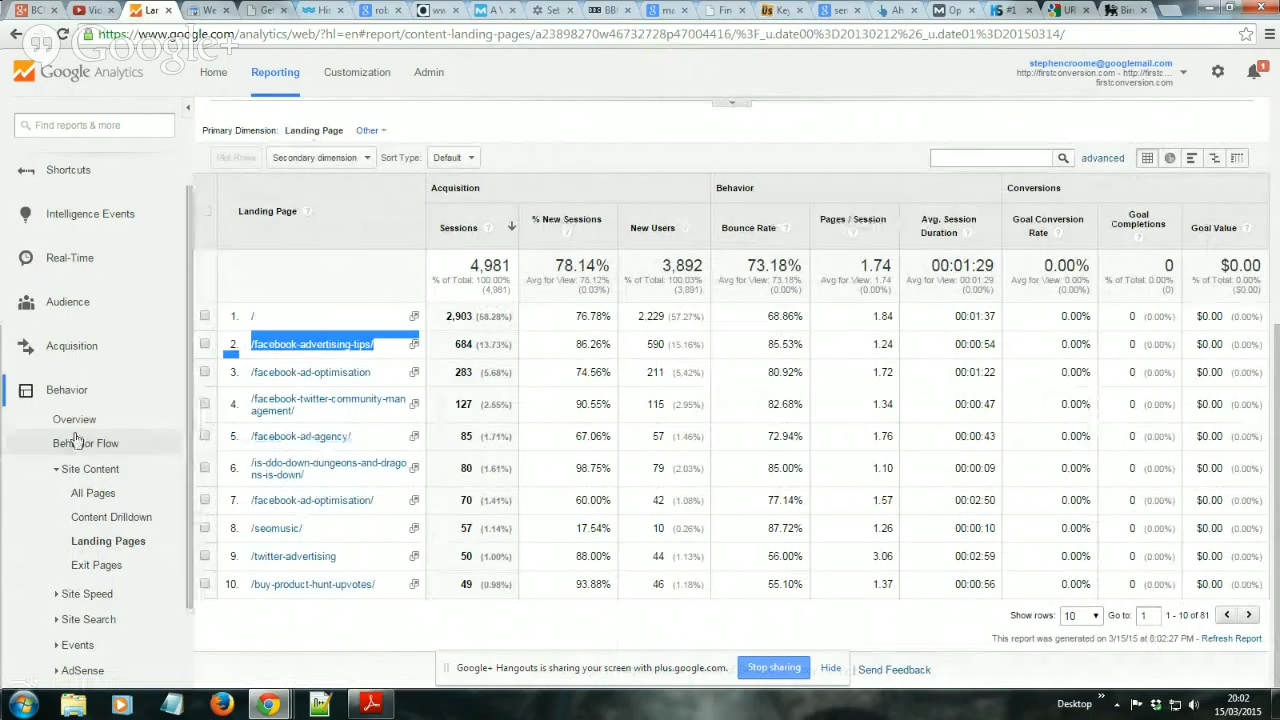 BC
Vid
Lar
We
Ge
His
rob
ww
A V
Set
BBI
ma
Fin
Key
sen
Ah
Op
#1
UR
Bir
https://www.google.com/analytics/web/?hl=en#report/content-landing-pages/a23828270w46732728p47004416/%3F_u.date00%3D20130212%26_u.date01%3D20150314/
Google+
Google Analytics
Home
Reporting
Customization
Admin
stephencroome@googlemail.com
http://firstconversion.com - http://firstc...
firstconversion.com
1
Find reports & more
Primary Dimension: Landing Page Other
Plot Rows Secondary dimension Sort Type: Default advanced
Shortcuts
Intelligence Events
Real-Time
Audience
Acquisition
Behavior
Overview
Behavior Flow
Site Content
All Pages
Content Drilldown
Landing Pages
Exit Pages
Site Speed
Site Search
Events
AdSense
Acquisition Behavior Conversions
Landing Page ? Sessions ? % New Sessions ? New Users ? Bounce Rate ? Pages / Session ? Avg. Session Duration ? Goal Conversion Rate ? Goal Completions ? Goal Value ?
4,981 78.14% 3,892 73.18% 1.74 00:01:29 0.00% 0 $0.00
% of Total: 100.00% (4,981) Avg for View: 78.12% (0.03%) % of Total: 100.03% (3,891) Avg for View: 73.18% (0.00%) Avg for View: 1.74 (0.00%) Avg for View: 00:01:29 (0.00%) Avg for View: 0.00% (0.00%) % of Total: 0.00% (0) % of Total: 0.00% ($0.00)
1. / 2,903 (58.28%) 76.78% 2,229 (57.27%) 68.86% 1.84 00:01:37 0.00% 0 (0.00%) $0.00 (0.00%)
2. /facebook-advertising-tips/ 684 (13.73%) 86.26% 590 (15.16%) 85.53% 1.24 00:00:54 0.00% 0 (0.00%) $0.00 (0.00%)
3. /facebook-ad-optimisation 283 (5.68%) 74.56% 211 (5.42%) 80.92% 1.72 00:01:22 0.00% 0 (0.00%) $0.00 (0.00%)
4. /facebook-twitter-community-management/ 127 (2.55%) 90.55% 115 (2.95%) 82.68% 1.34 00:00:47 0.00% 0 (0.00%) $0.00 (0.00%)
5. /facebook-ad-agency/ 85 (1.71%) 67.06% 57 (1.46%) 72.94% 1.76 00:00:43 0.00% 0 (0.00%) $0.00 (0.00%)
6. /is-ddo-down-dungeons-and-dragons-is-down/ 80 (1.61%) 98.75% 79 (2.03%) 85.00% 1.10 00:00:09 0.00% 0 (0.00%) $0.00 (0.00%)
7. /facebook-ad-optimisation/ 70 (1.41%) 60.00% 42 (1.08%) 77.14% 1.57 00:02:50 0.00% 0 (0.00%) $0.00 (0.00%)
8. /seomusic/ 57 (1.14%) 17.54% 10 (0.26%) 87.72% 1.26 00:00:10 0.00% 0 (0.00%) $0.00 (0.00%)
9. /twitter-advertising 50 (1.00%) 88.00% 44 (1.13%) 56.00% 3.06 00:02:59 0.00% 0 (0.00%) $0.00 (0.00%)
10. /buy-product-hunt-upvotes/ 49 (0.98%) 93.88% 46 (1.18%) 55.10% 1.37 00:00:56 0.00% 0 (0.00%) $0.00 (0.00%)
Show rows: 10 Go to: 1 1 - 10 of 81
This report was generated on 3/15/15 at 8:02:27 PM - Refresh Report
Google+ Hangouts is sharing your screen with plus.google.com. Stop sharing Hide
Send Feedback
Desktop
20:02
15/03/2015